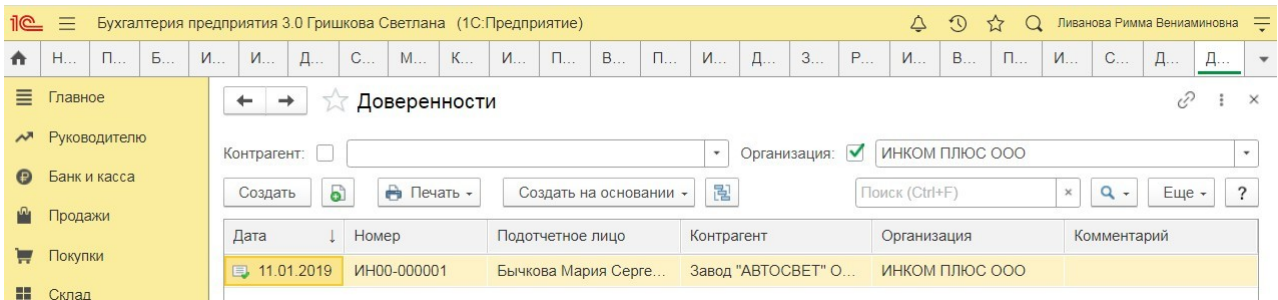 1С Бухгалтерия предприятия 3.0 Гришкова Светлана (1С:Предприятие) Ливанова Римма Вениаминовна
Н... П... Б... И... И... Д... С... М... К... И... П... В... П... И... Д... З... Р... И... В... П... И... С... Д... Д...
Главное
Доверенности
Руководителю
Контрагент: Организация: ИНКОМ ПЛЮС ООО
Банк и касса
Создать Печать Создать на основании Поиск (Ctrl+F) × Еще ?
Продажи
Дата ↓ Номер Подотчетное лицо Контрагент Организация Комментарий
Покупки
11.01.2019 ИН00-000001 Бычкова Мария Серге... Завод "АВТОСВЕТ" О... ИНКОМ ПЛЮС ООО
Склад